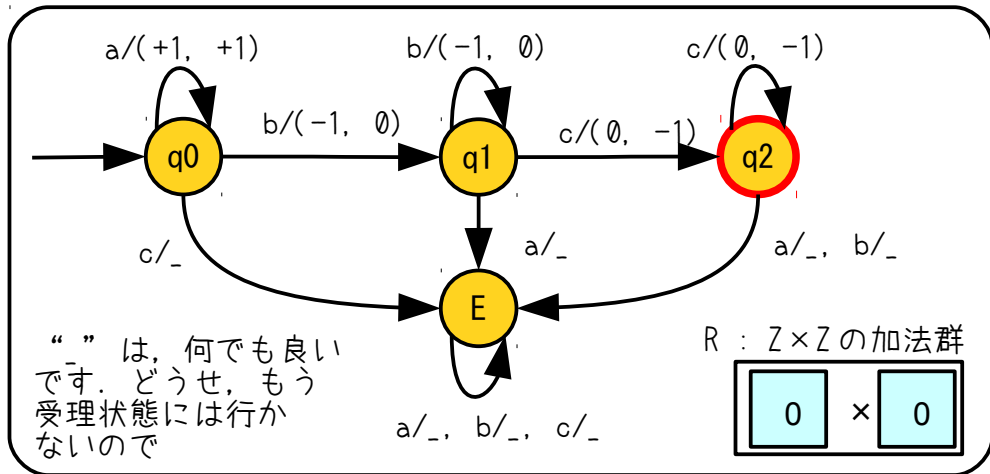 a/(+1, +1)
b/(-1, 0)
c/(0, -1)
b/(-1, 0)
c/(0, -1)
q0
q1
q2
c/_
a/_
a/_, b/_
E
R : Z×Zの加法群
0 × 0
“_” は, 何でも良い
です. どうせ, もう
受理状態には行か
ないので
a/_, b/_, c/_